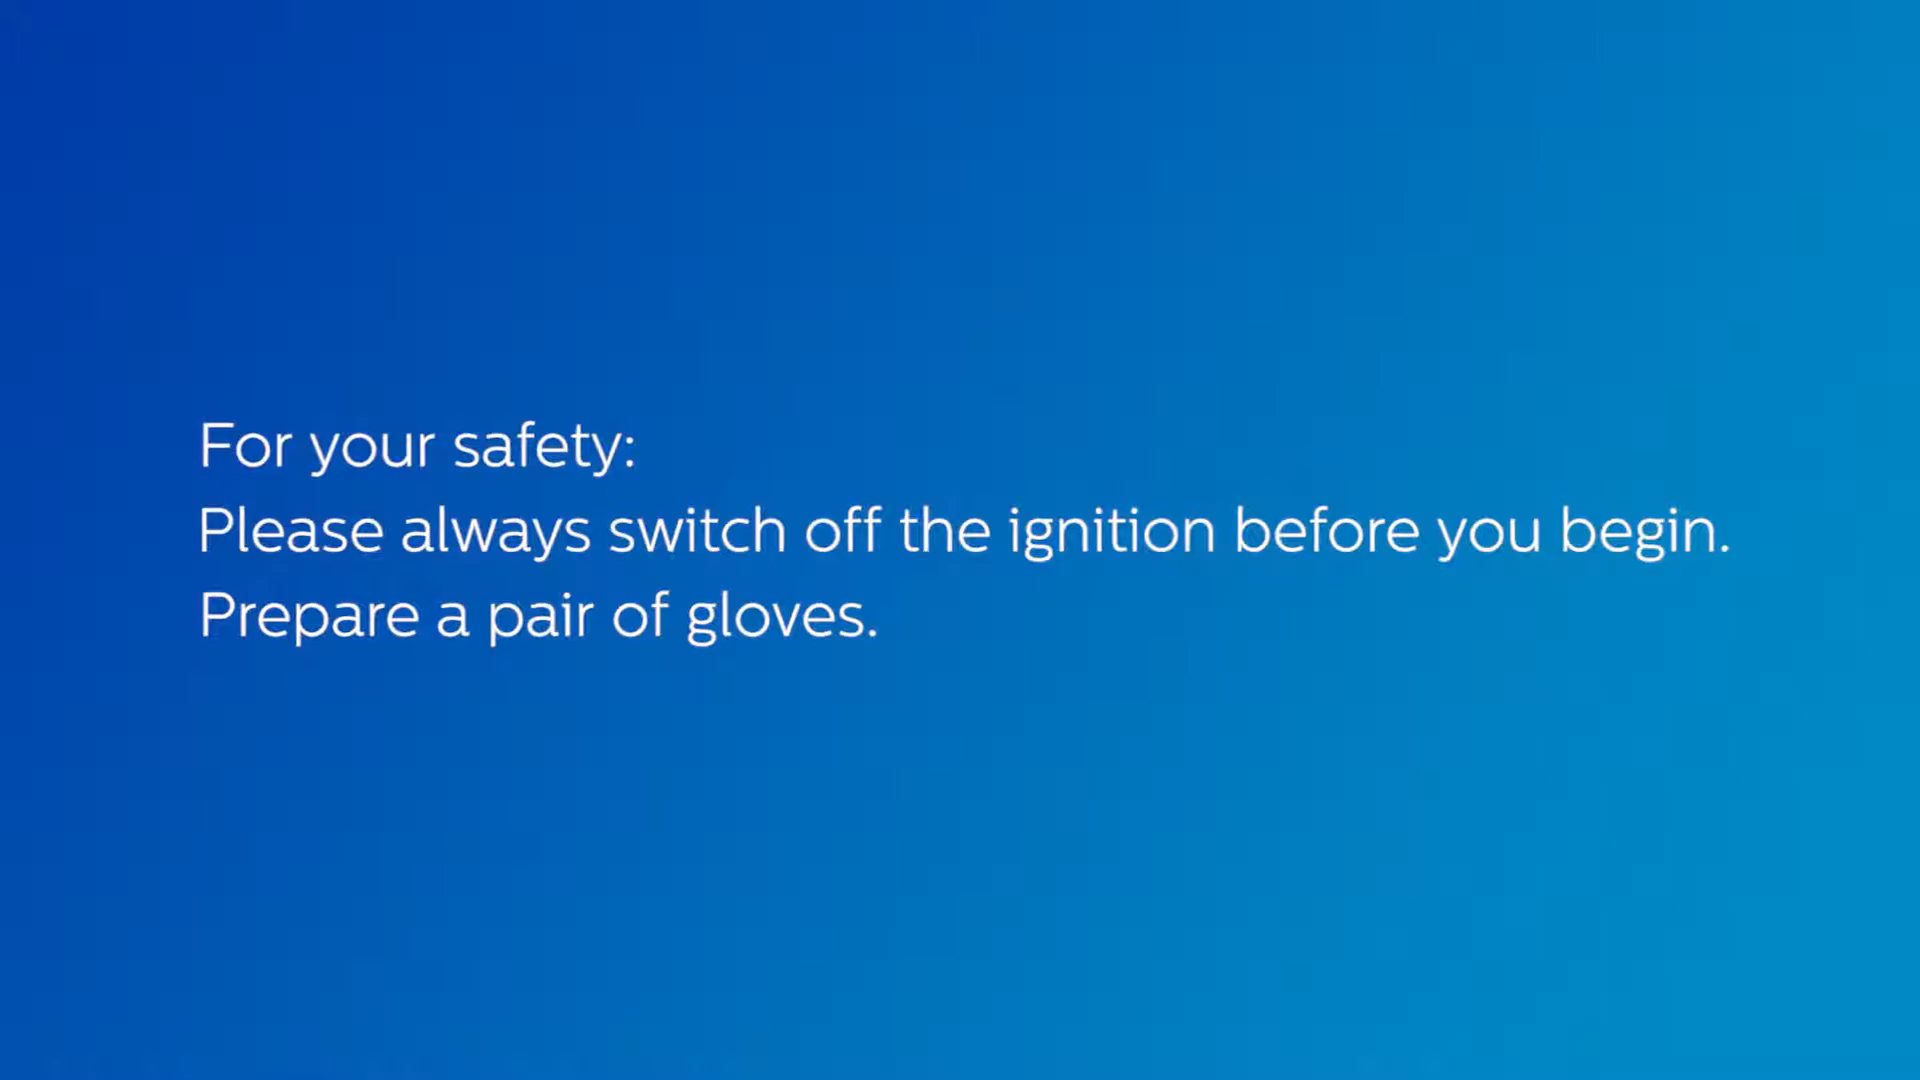 For your safety:
Please always switch off the ignition before you begin.
Prepare a pair of gloves.